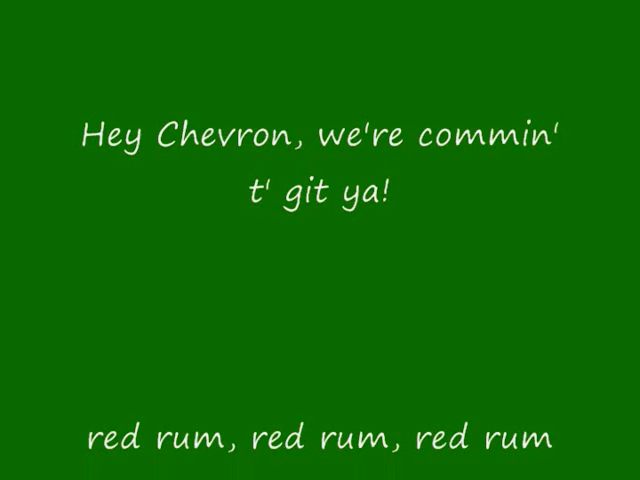 Hey Chevron, we're commin'
t' git ya!
red rum, red rum, red rum